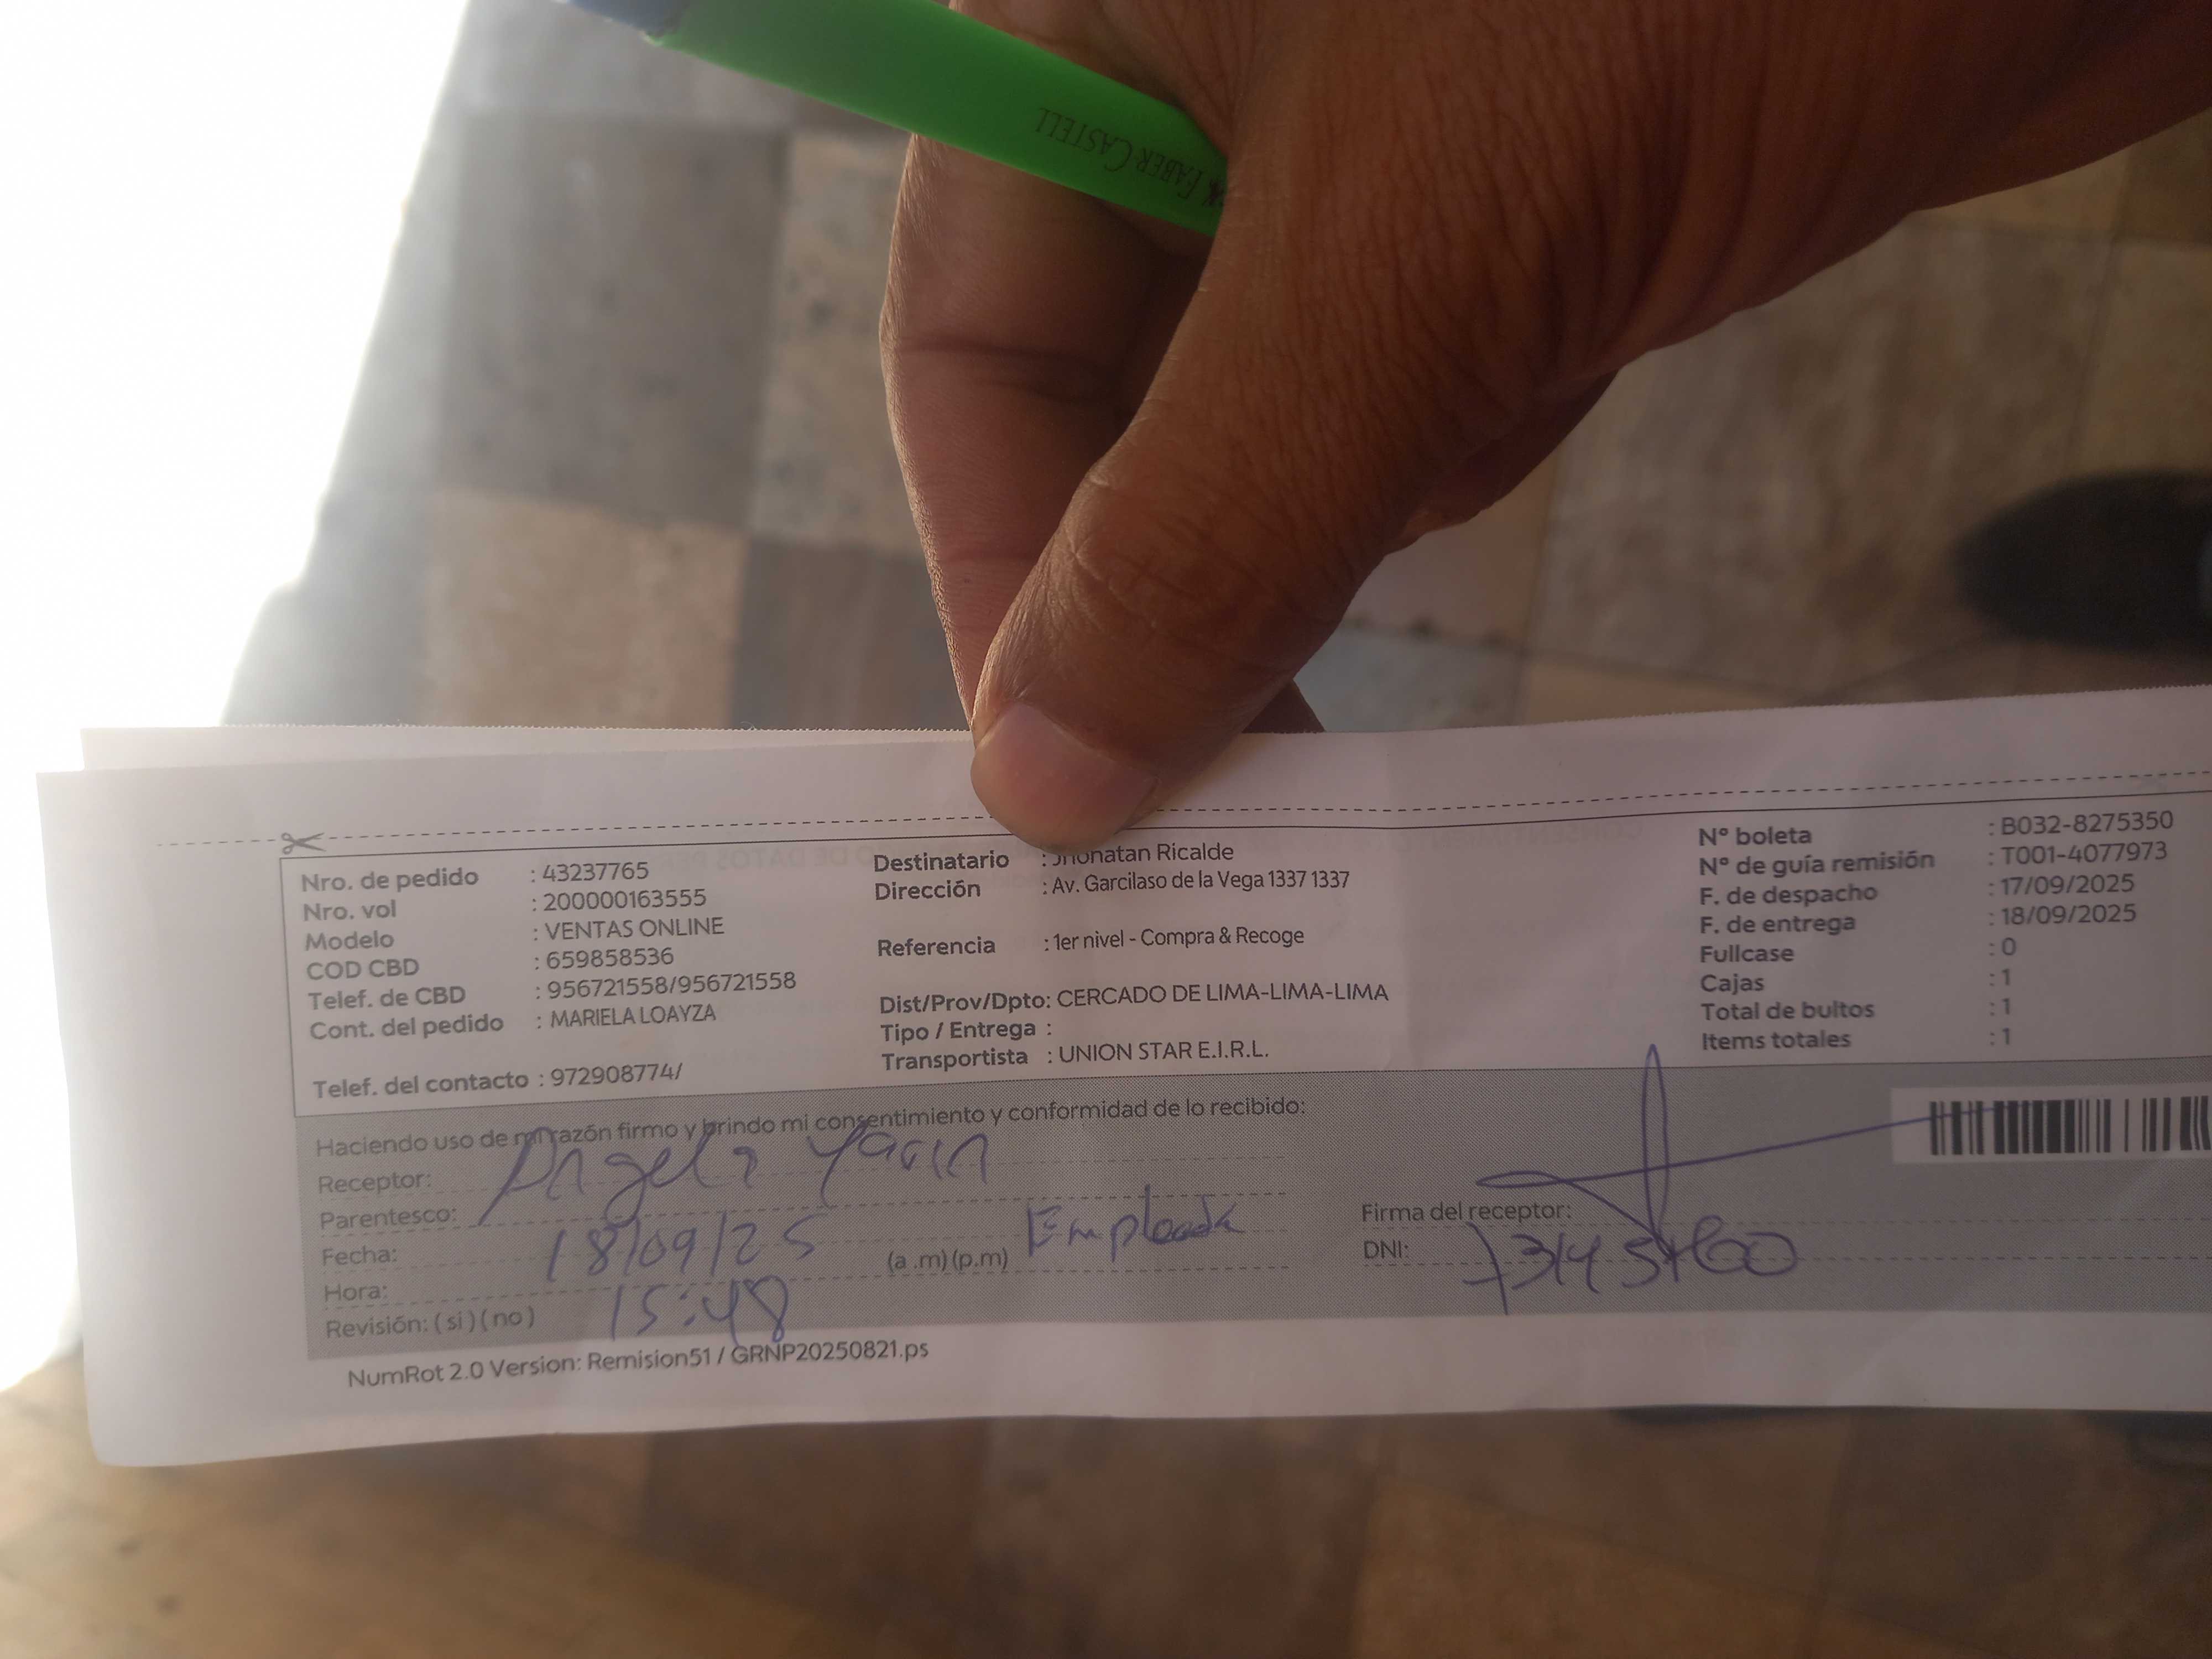 FABER CASTELL
Nro. de pedido : 43237765
Nro. vol : 200000163555
Modelo : VENTAS ONLINE
COD CBD : 659858536
Telef. de CBD : 956721558/956721558
Cont. del pedido : MARIELA LOAYZA
Telef. del contacto : 972908774/
Destinatario : Jhonatan Ricalde
Dirección : Av. Garcilaso de la Vega 1337 1337
Referencia : 1er nivel - Compra & Recoge
Dist/Prov/Dpto: CERCADO DE LIMA-LIMA-LIMA
Tipo / Entrega :
Transportista : UNION STAR E.I.R.L.
Nº boleta : B032-8275350
Nº de guía remisión : T001-4077973
F. de despacho : 17/09/2025
F. de entrega : 18/09/2025
Fullcase : 0
Cajas : 1
Total de bultos : 1
Items totales : 1
Haciendo uso de mi razón firmo y brindo mi consentimiento y conformidad de lo recibido:
Receptor: Angela
Parentesco:
Fecha: 18/09/25 (a .m) (p.m) Empleada
Hora: 15:48
Revisión: ( si ) ( no )
Firma del receptor:
DNI:
NumRot 2.0 Version: Remision51 / GRNP20250821.ps